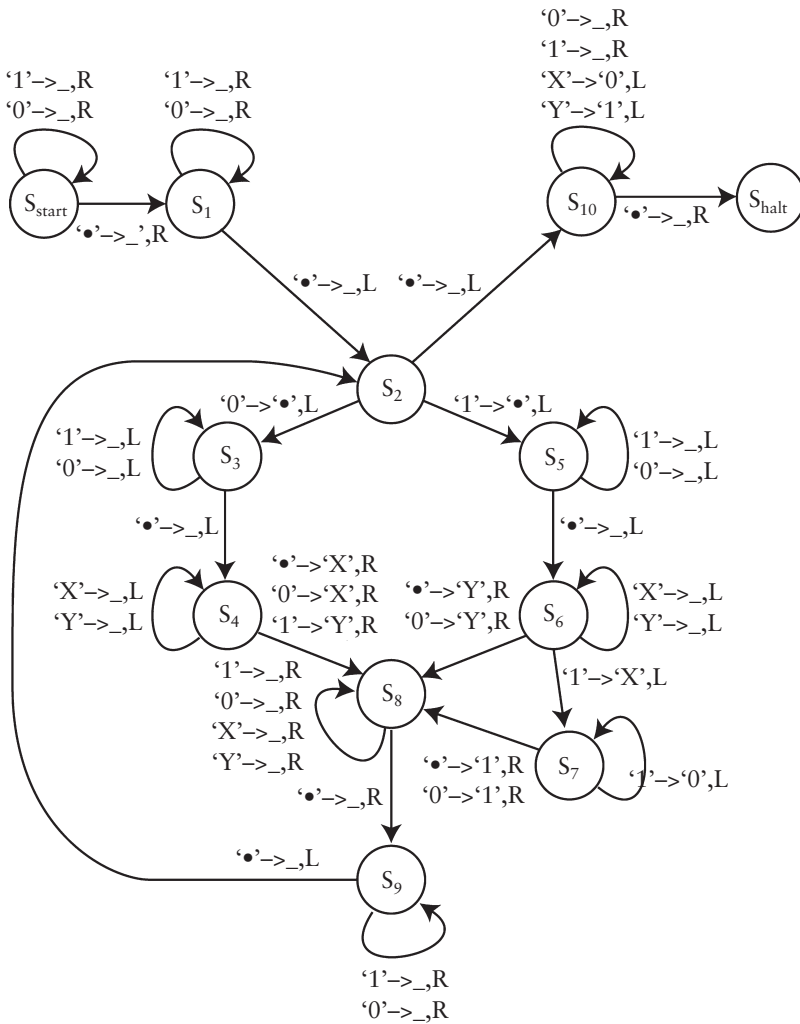 ‘0’–>_,R
‘1’–>_,R
‘X’–>‘0’,L
‘Y’–>‘1’,L
‘1’–>_,R
‘0’–>_,R
‘1’–>_,R
‘0’–>_,R
Sstart
S1
S10
Shalt
‘•’–>_’,R
‘•’–>_,R
‘•’–>_,L
‘•’–>_,L
S2
‘0’–>‘•’,L
‘1’–>‘•’,L
‘1’–>_,L
‘0’–>_,L
S3
S5
‘1’–>_,L
‘0’–>_,L
‘•’–>_,L
‘•’–>_,L
‘X’–>_,L
‘Y’–>_,L
S4
‘•’–>‘X’,R
‘0’–>‘X’,R
‘1’–>‘Y’,R
‘•’–>‘Y’,R
‘0’–>‘Y’,R
S6
‘X’–>_,L
‘Y’–>_,L
‘1’–>_,R
‘0’–>_,R
‘X’–>_,R
‘Y’–>_,R
S8
‘1’–>‘X’,L
S7
‘•’–>‘1’,R
‘0’–>‘1’,R
‘1’–>‘0’,L
‘•’–>_,R
‘•’–>_,L
S9
‘1’–>_,R
‘0’–>_,R